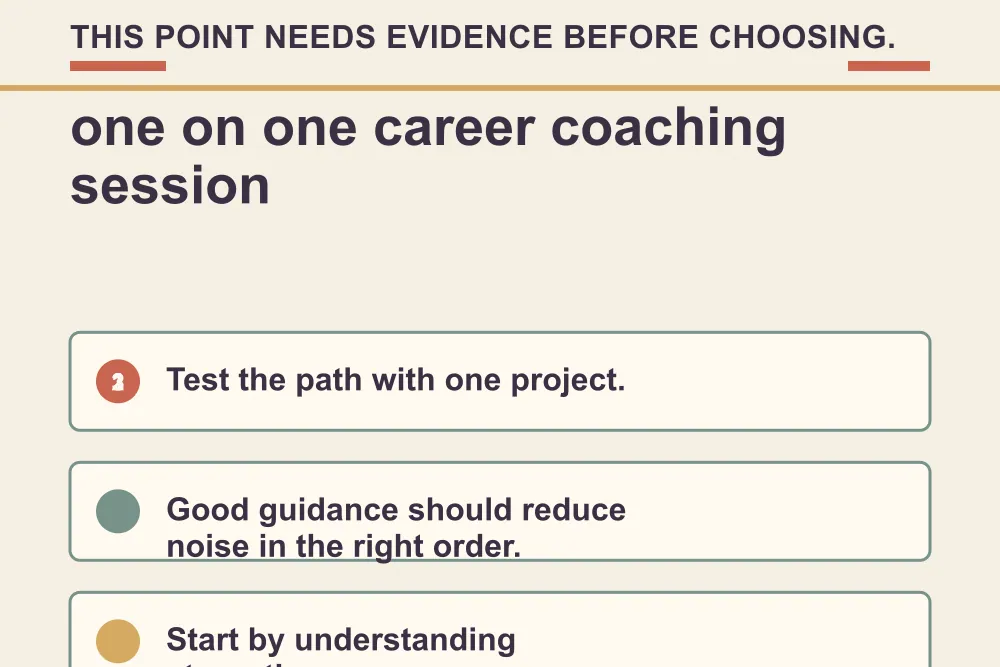 THIS POINT NEEDS EVIDENCE BEFORE CHOOSING.
one on one career coaching
session
Test the path with one project.
Good guidance should reduce
noise in the right order.
Start by understanding